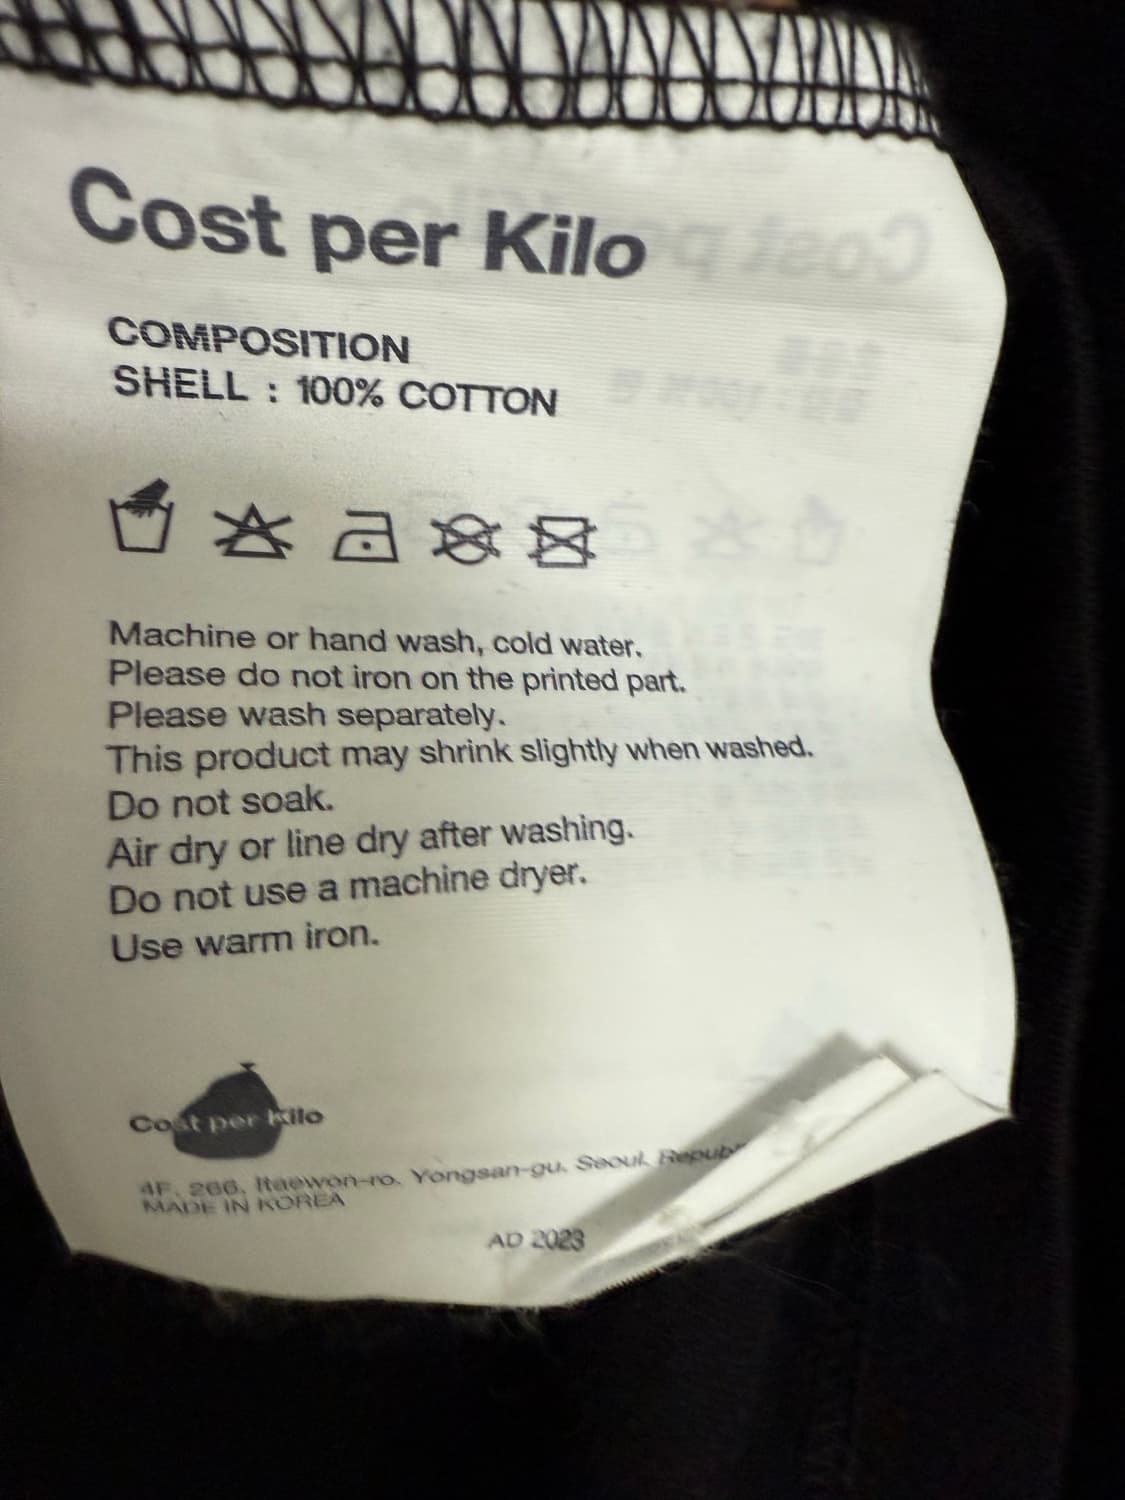 Cost per Kilo
COMPOSITION
SHELL : 100% COTTON
Machine or hand wash, cold water.
Please do not iron on the printed part.
Please wash separately.
This product may shrink slightly when washed.
Do not soak.
Air dry or line dry after washing.
Do not use a machine dryer.
Use warm iron.
Cost per Kilo
4F, 266, Itaewon-ro, Yongsan-gu, Seoul, Republ
MADE IN KOREA
AD 2023